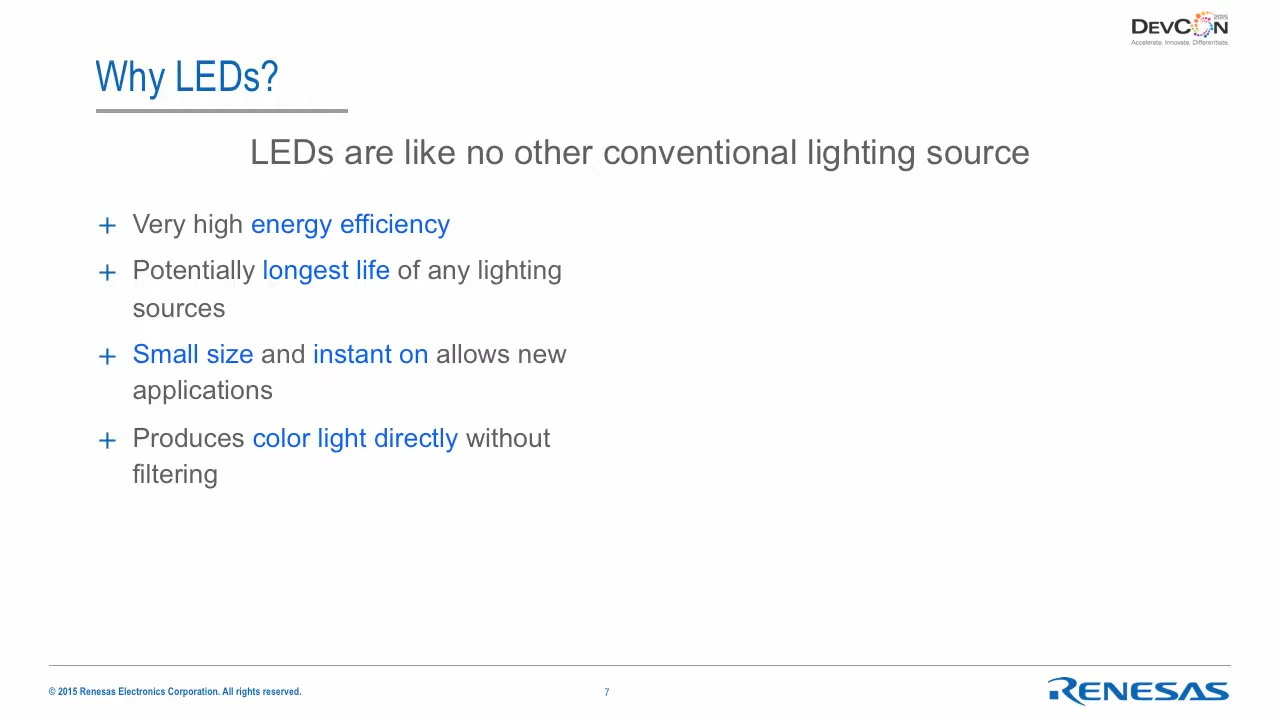 2015
DEVCON
Accelerate. Innovate. Differentiate.
Why LEDs?
LEDs are like no other conventional lighting source
+ Very high energy efficiency
+ Potentially longest life of any lighting
sources
+ Small size and instant on allows new
applications
+ Produces color light directly without
filtering
© 2015 Renesas Electronics Corporation. All rights reserved.
7
RENESAS